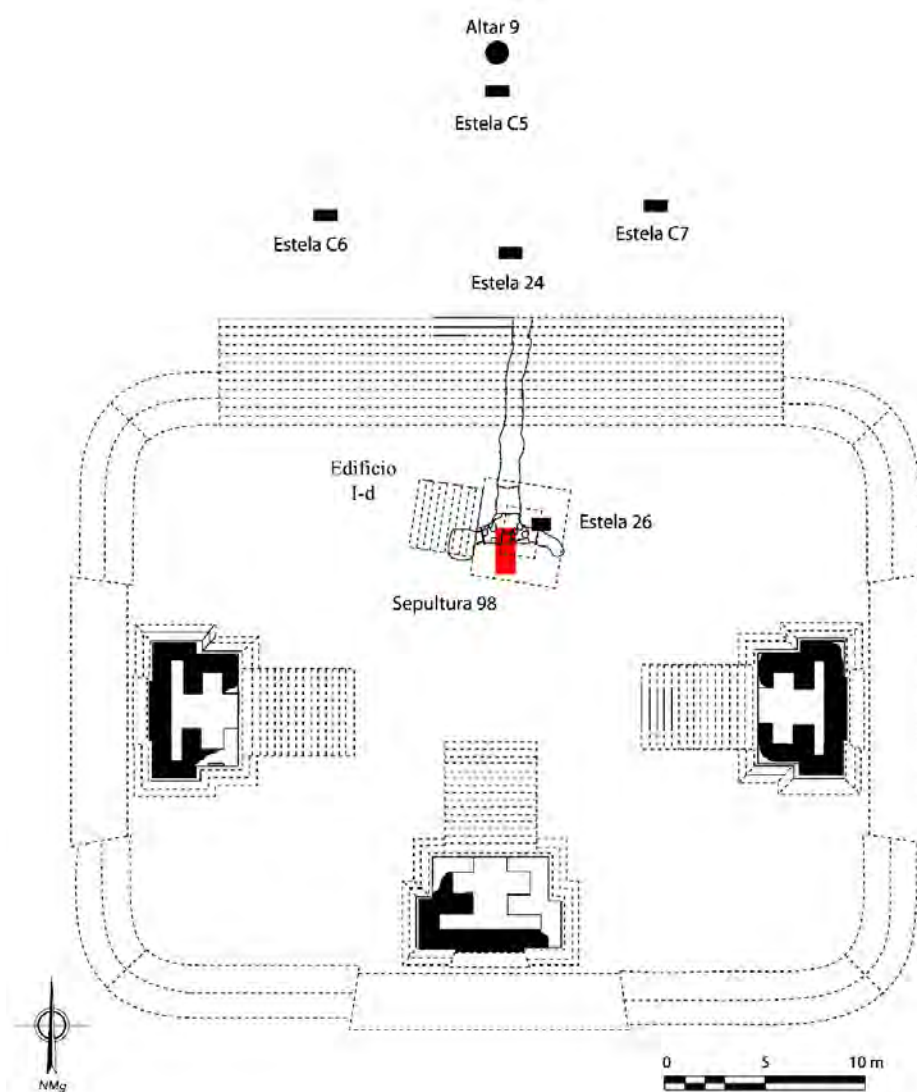 Altar 9
Estela C5
Estela C6
Estela C7
Estela 24
Edificio
I-d
Estela 26
Sepultura 98
NMg
0 5 10 m